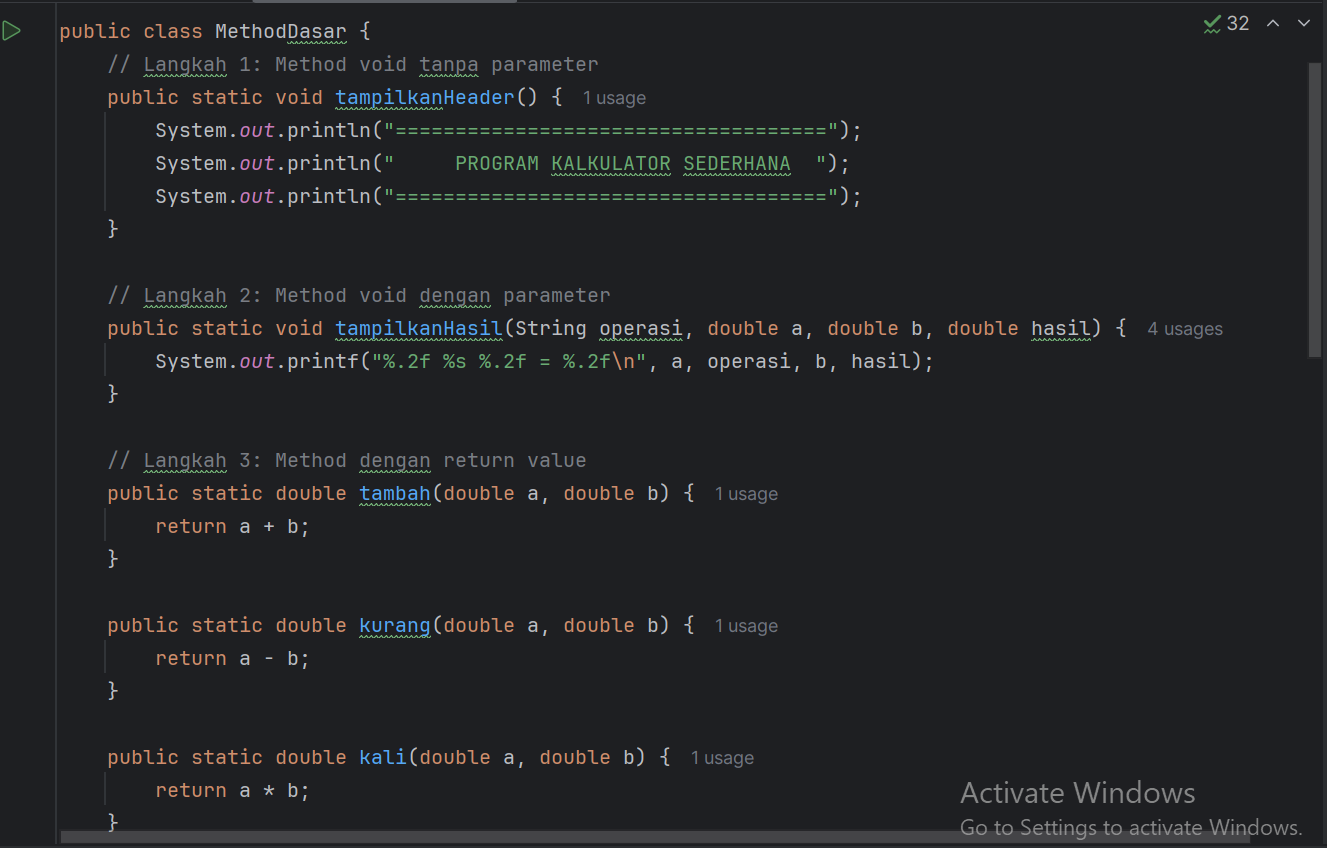 public class MethodDasar {
32
// Langkah 1: Method void tanpa parameter
public static void tampilkanHeader() { 1 usage
System.out.println("====================================");
System.out.println("     PROGRAM KALKULATOR SEDERHANA  ");
System.out.println("====================================");
}
// Langkah 2: Method void dengan parameter
public static void tampilkanHasil(String operasi, double a, double b, double hasil) { 4 usages
System.out.printf("%.2f %s %.2f = %.2f\n", a, operasi, b, hasil);
}
// Langkah 3: Method dengan return value
public static double tambah(double a, double b) { 1 usage
return a + b;
}
public static double kurang(double a, double b) { 1 usage
return a - b;
}
public static double kali(double a, double b) { 1 usage
return a * b;
}
Activate Windows
Go to Settings to activate Windows.